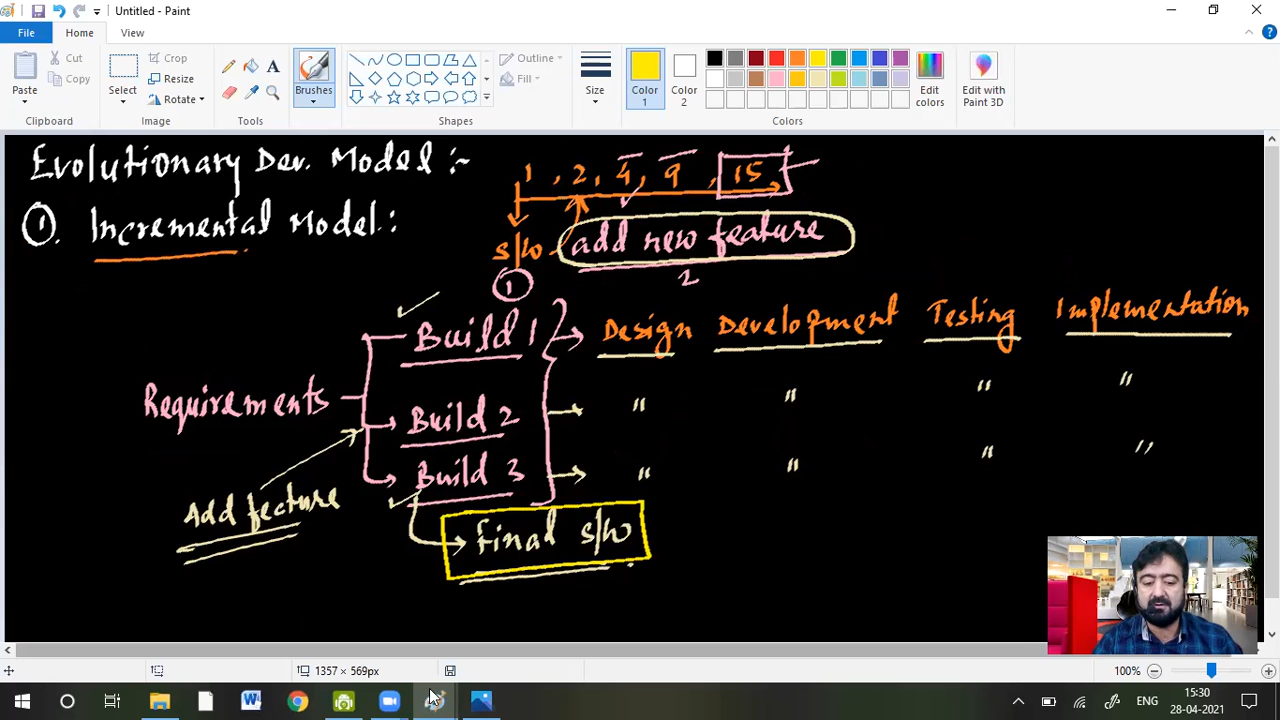 Untitled - Paint
File Home View
Paste
Cut
Copy
Clipboard
Select
Crop
Resize
Rotate
Image
A
Tools
Brushes
Outline
Fill
Shapes
Size
Color 1
Color 2
Edit colors
Edit with Paint 3D
Colors
Evolutionary Dev. Model :-
1 , 2, 4, 9 , 15
①. Incremental Model:
s/w
add new feature
1
2
Build 1 Design Development Testing Implementation
Requirements
Build 2 " " " "
Build 3 " " " "
Add fecture
Final s/w
1357 × 569px
100%
ENG
15:30
28-04-2021